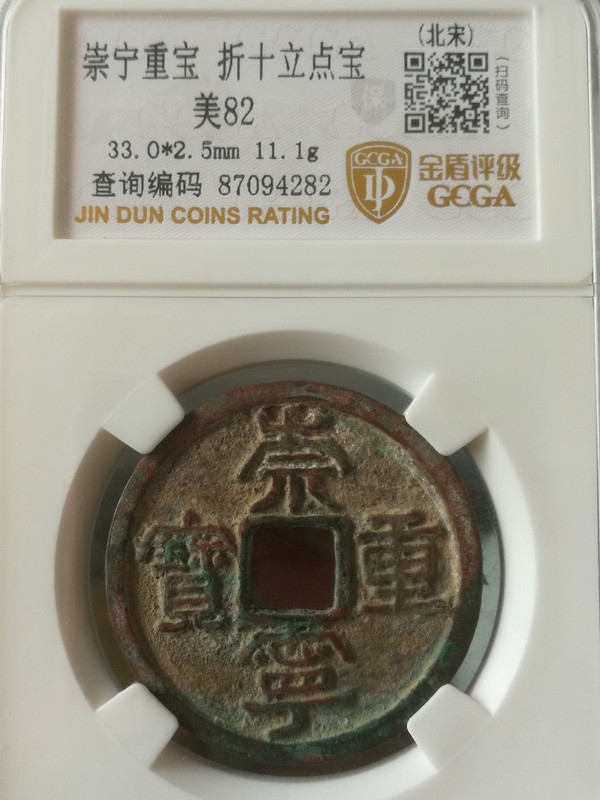 (北宋)
崇宁重宝 折十立点宝
美82
33.0*2.5mm 11.1g
查询编码 87094282
JIN DUN COINS RATING
(扫码查询)
保
GCGA
金盾评级
GCGA
崇
寶 重
寧